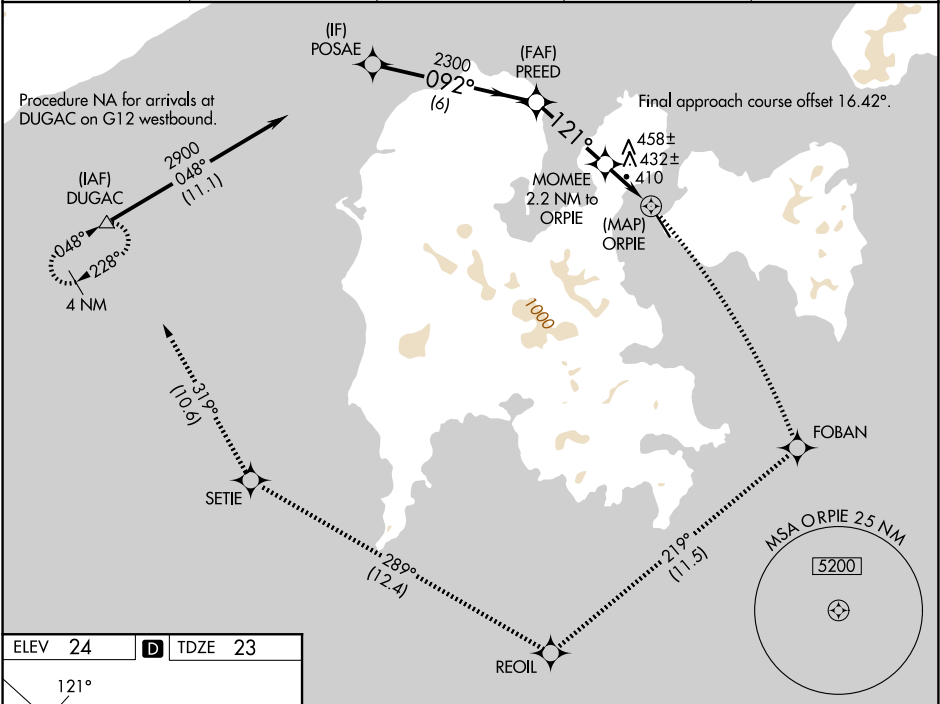 (IF)
POSAE
2300
092°
(6)
(FAF)
PREED
121°
Procedure NA for arrivals at
DUGAC on G12 westbound.
Final approach course offset 16.42°.
458±
432±
410
MOMEE
2.2 NM to
ORPIE
(MAP)
ORPIE
2900
048°
(11.1)
(IAF)
DUGAC
048°
228°
4 NM
1000
319°
(10.6)
SETIE
FOBAN
289°
(12.4)
219°
(11.5)
REOIL
MSA ORPIE 25 NM
5200
ELEV 24 D TDZE 23
121°